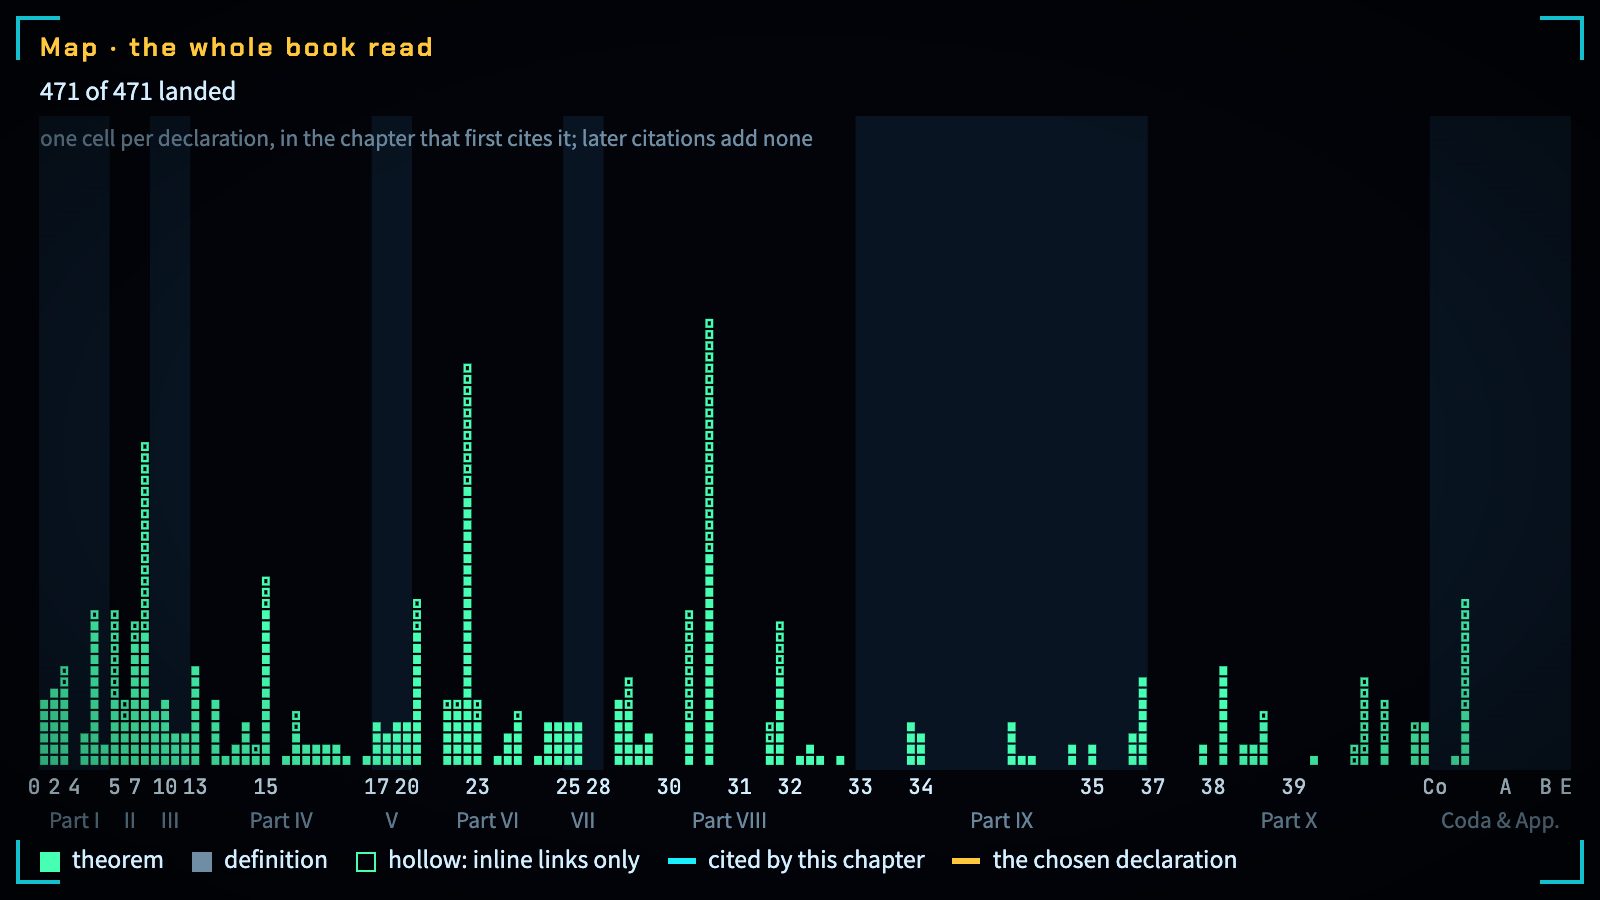 Map · the whole book read
471 of 471 landed
one cell per declaration, in the chapter that first cites it; later citations add none
0 2 4 5 7 10 13 15 17 20 23 25 28 30 31 32 33 34 35 37 38 39 Co A B E
Part I II III Part IV V Part VI VII Part VIII Part IX Part X Coda & App.
theorem definition hollow: inline links only cited by this chapter the chosen declaration